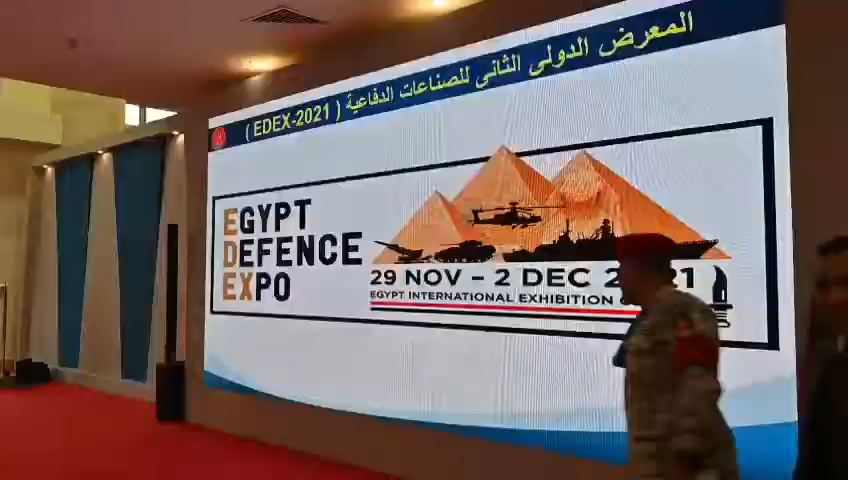 المعرض الدولى الثانى للصناعات الدفاعية ( EDEX-2021 )
EGYPT
DEFENCE
EXPO
29 NOV – 2 DEC
EGYPT INTERNATIONAL EXHIBITION